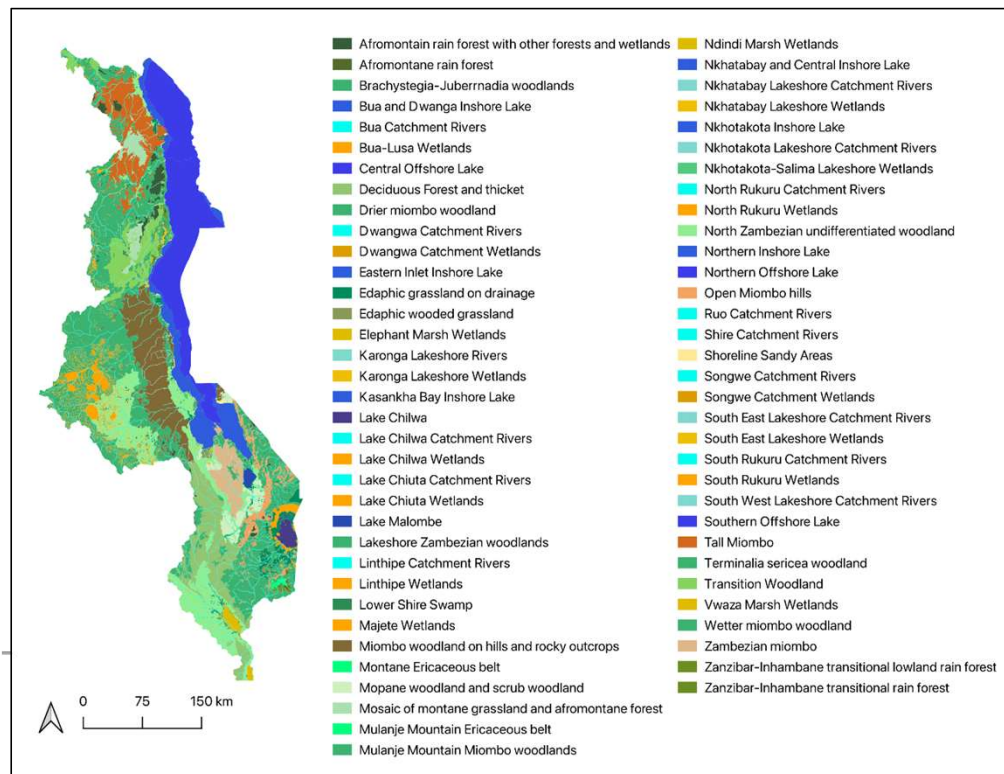 Afromontain rain forest with other forests and wetlands
Afromontane rain forest
Brachystegia-Juberrnadia woodlands
Bua and Dwanga Inshore Lake
Bua Catchment Rivers
Bua-Lusa Wetlands
Central Offshore Lake
Deciduous Forest and thicket
Drier miombo woodland
Dwangwa Catchment Rivers
Dwangwa Catchment Wetlands
Eastern Inlet Inshore Lake
Edaphic grassland on drainage
Edaphic wooded grassland
Elephant Marsh Wetlands
Karonga Lakeshore Rivers
Karonga Lakeshore Wetlands
Kasankha Bay Inshore Lake
Lake Chilwa
Lake Chilwa Catchment Rivers
Lake Chilwa Wetlands
Lake Chiuta Catchment Rivers
Lake Chiuta Wetlands
Lake Malombe
Lakeshore Zambezian woodlands
Linthipe Catchment Rivers
Linthipe Wetlands
Lower Shire Swamp
Majete Wetlands
Miombo woodland on hills and rocky outcrops
Montane Ericaceous belt
Mopane woodland and scrub woodland
Mosaic of montane grassland and afromontane forest
Mulanje Mountain Ericaceous belt
Mulanje Mountain Miombo woodlands
Ndindi Marsh Wetlands
Nkhatabay and Central Inshore Lake
Nkhatabay Lakeshore Catchment Rivers
Nkhatabay Lakeshore Wetlands
Nkhotakota Inshore Lake
Nkhotakota Lakeshore Catchment Rivers
Nkhotakota-Salima Lakeshore Wetlands
North Rukuru Catchment Rivers
North Rukuru Wetlands
North Zambezian undifferentiated woodland
Northern Inshore Lake
Northern Offshore Lake
Open Miombo hills
Ruo Catchment Rivers
Shire Catchment Rivers
Shoreline Sandy Areas
Songwe Catchment Rivers
Songwe Catchment Wetlands
South East Lakeshore Catchment Rivers
South East Lakeshore Wetlands
South Rukuru Catchment Rivers
South Rukuru Wetlands
South West Lakeshore Catchment Rivers
Southern Offshore Lake
Tall Miombo
Terminalia sericea woodland
Transition Woodland
Vwaza Marsh Wetlands
Wetter miombo woodland
Zambezian miombo
Zanzibar-Inhambane transitional lowland rain forest
Zanzibar-Inhambane transitional rain forest
0 75 150 km